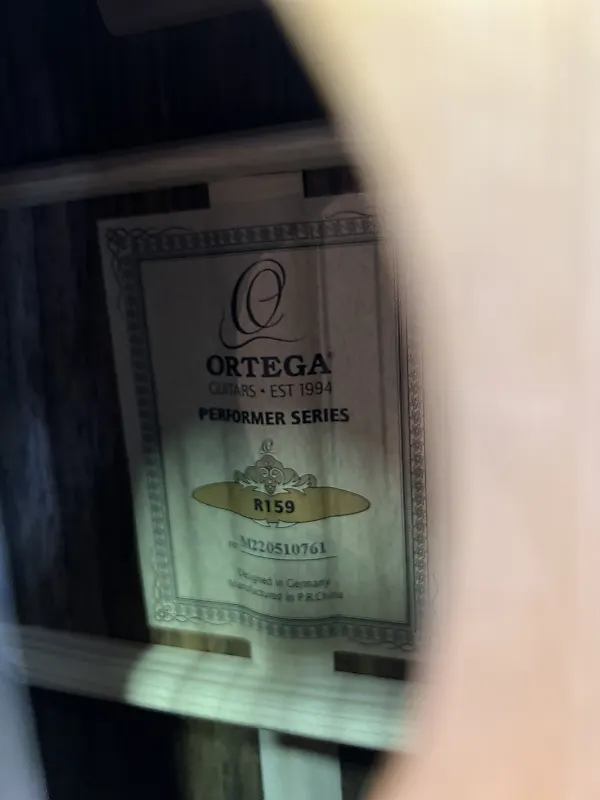 ORTEGA
GUITARS • EST 1994
PERFORMER SERIES
R159
M220510761
Designed in Germany
Manufactured in P.R.China